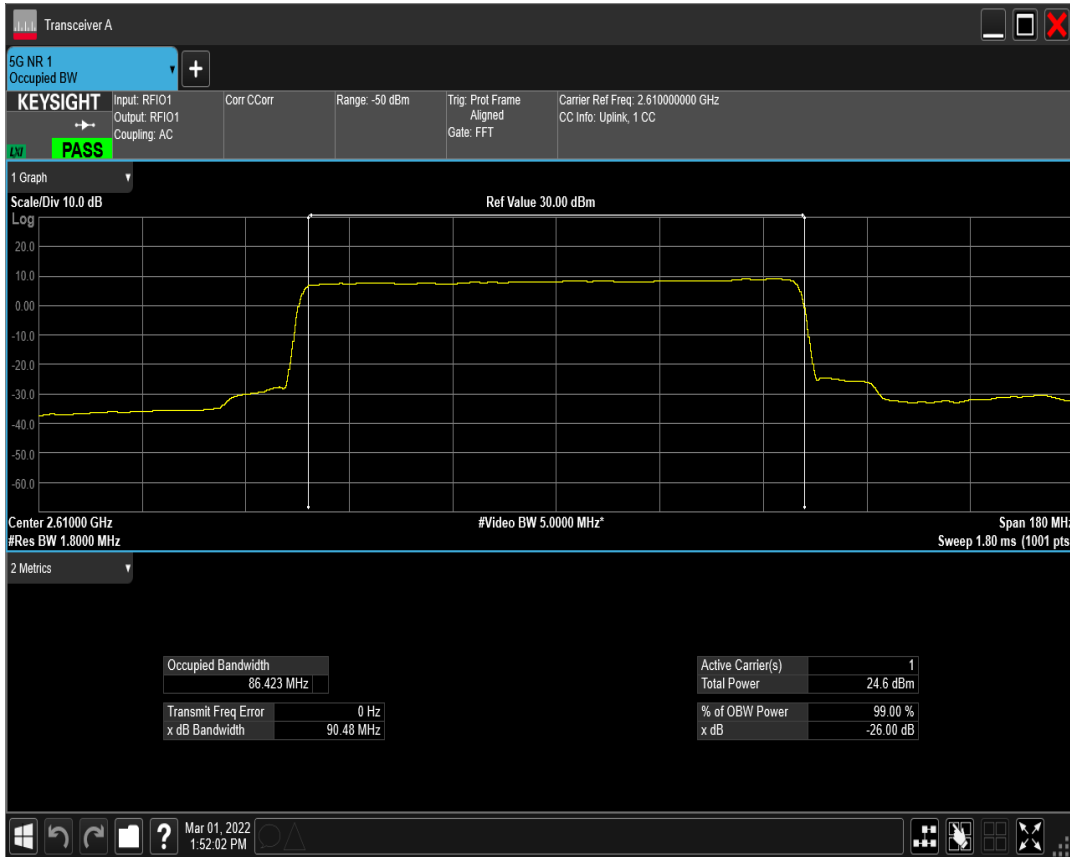 Transceiver A
5G NR 1
Occupied BW
+
KEYSIGHT
LXI
PASS
Input: RFIO1
Output: RFIO1
Coupling: AC
Corr CCorr
Range: -50 dBm
Trig: Prot Frame
Aligned
Gate: FFT
Carrier Ref Freq: 2.610000000 GHz
CC Info: Uplink, 1 CC
1 Graph
Scale/Div 10.0 dB
Ref Value 30.00 dBm
Log
20.0
10.0
0.00
-10.0
-20.0
-30.0
-40.0
-50.0
-60.0
Center 2.61000 GHz
#Video BW 5.0000 MHz*
Span 180 MHz
#Res BW 1.8000 MHz
Sweep 1.80 ms (1001 pts
2 Metrics
Occupied Bandwidth
86.423 MHz
Transmit Freq Error 0 Hz
x dB Bandwidth 90.48 MHz
Active Carrier(s) 1
Total Power 24.6 dBm
% of OBW Power 99.00 %
x dB -26.00 dB
?
Mar 01, 2022
1:52:02 PM